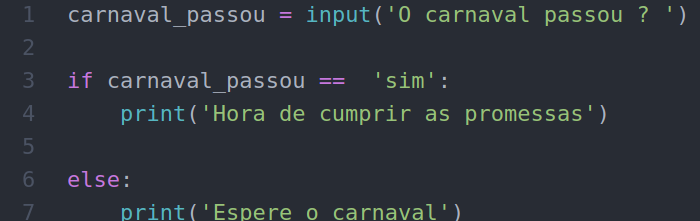 1 carnaval_passou = input('O carnaval passou ? ')
2
3 if carnaval_passou ==  'sim':
4     print('Hora de cumprir as promessas')
5
6 else:
7     print('Espere o carnaval')